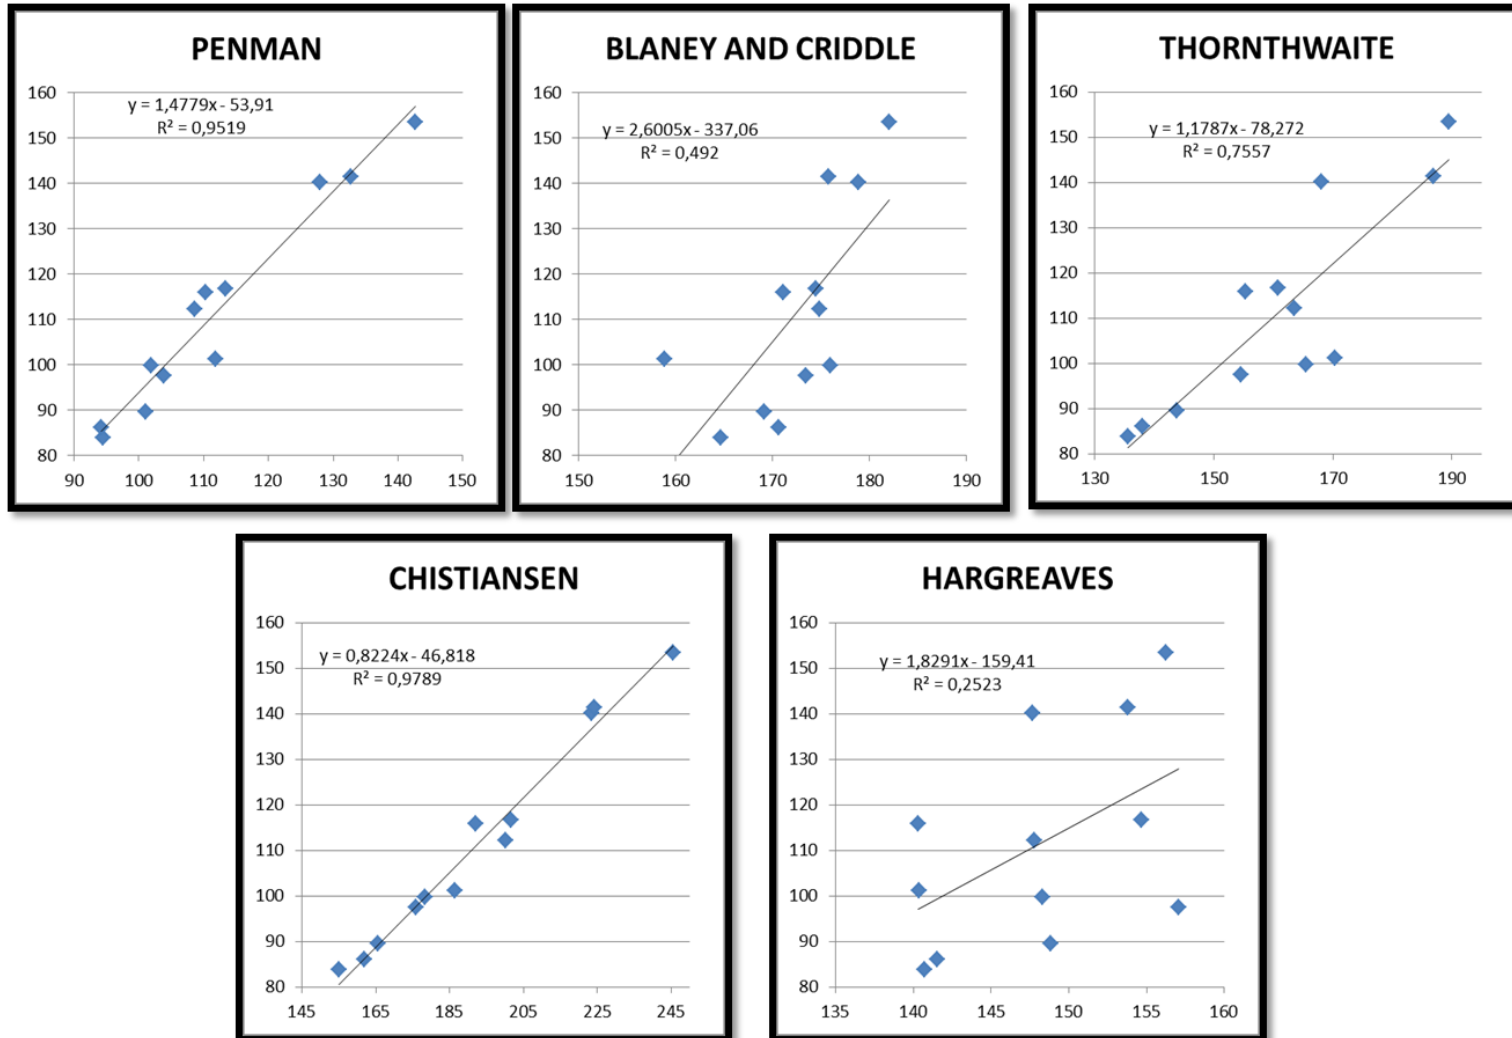 PENMAN
y = 1,4779x - 53,91
R² = 0,9519
160
150
140
130
120
110
100
90
80
90 100 110 120 130 140 150
BLANEY AND CRIDDLE
y = 2,6005x - 337,06
R² = 0,492
160
150
140
130
120
110
100
90
80
150 160 170 180 190
THORNTHWAITE
y = 1,1787x - 78,272
R² = 0,7557
160
150
140
130
120
110
100
90
80
130 150 170 190
CHISTIANSEN
y = 0,8224x - 46,818
R² = 0,9789
160
150
140
130
120
110
100
90
80
145 165 185 205 225 245
HARGREAVES
y = 1,8291x - 159,41
R² = 0,2523
160
150
140
130
120
110
100
90
80
135 140 145 150 155 160